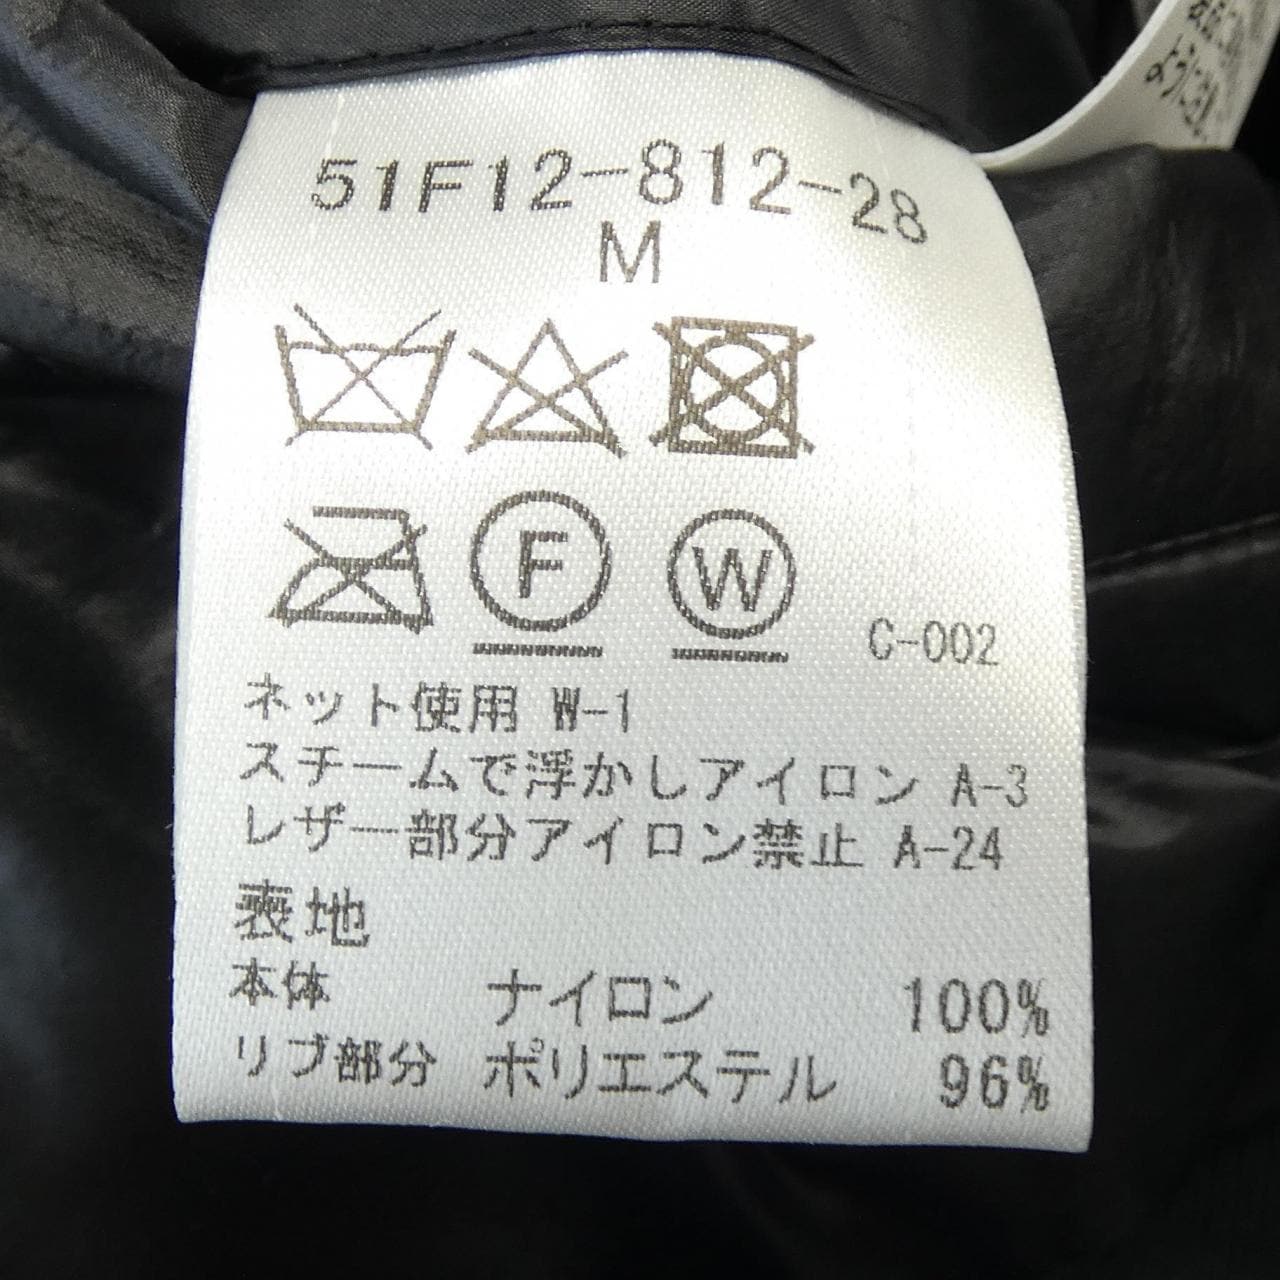 51F12-812-28
M
F W
C-002
ネット使用 W-1
スチームで浮かしアイロン A-3
レザー部分アイロン禁止 A-24
表地
本体 ナイロン 100%
リブ部分 ポリエステル 96%